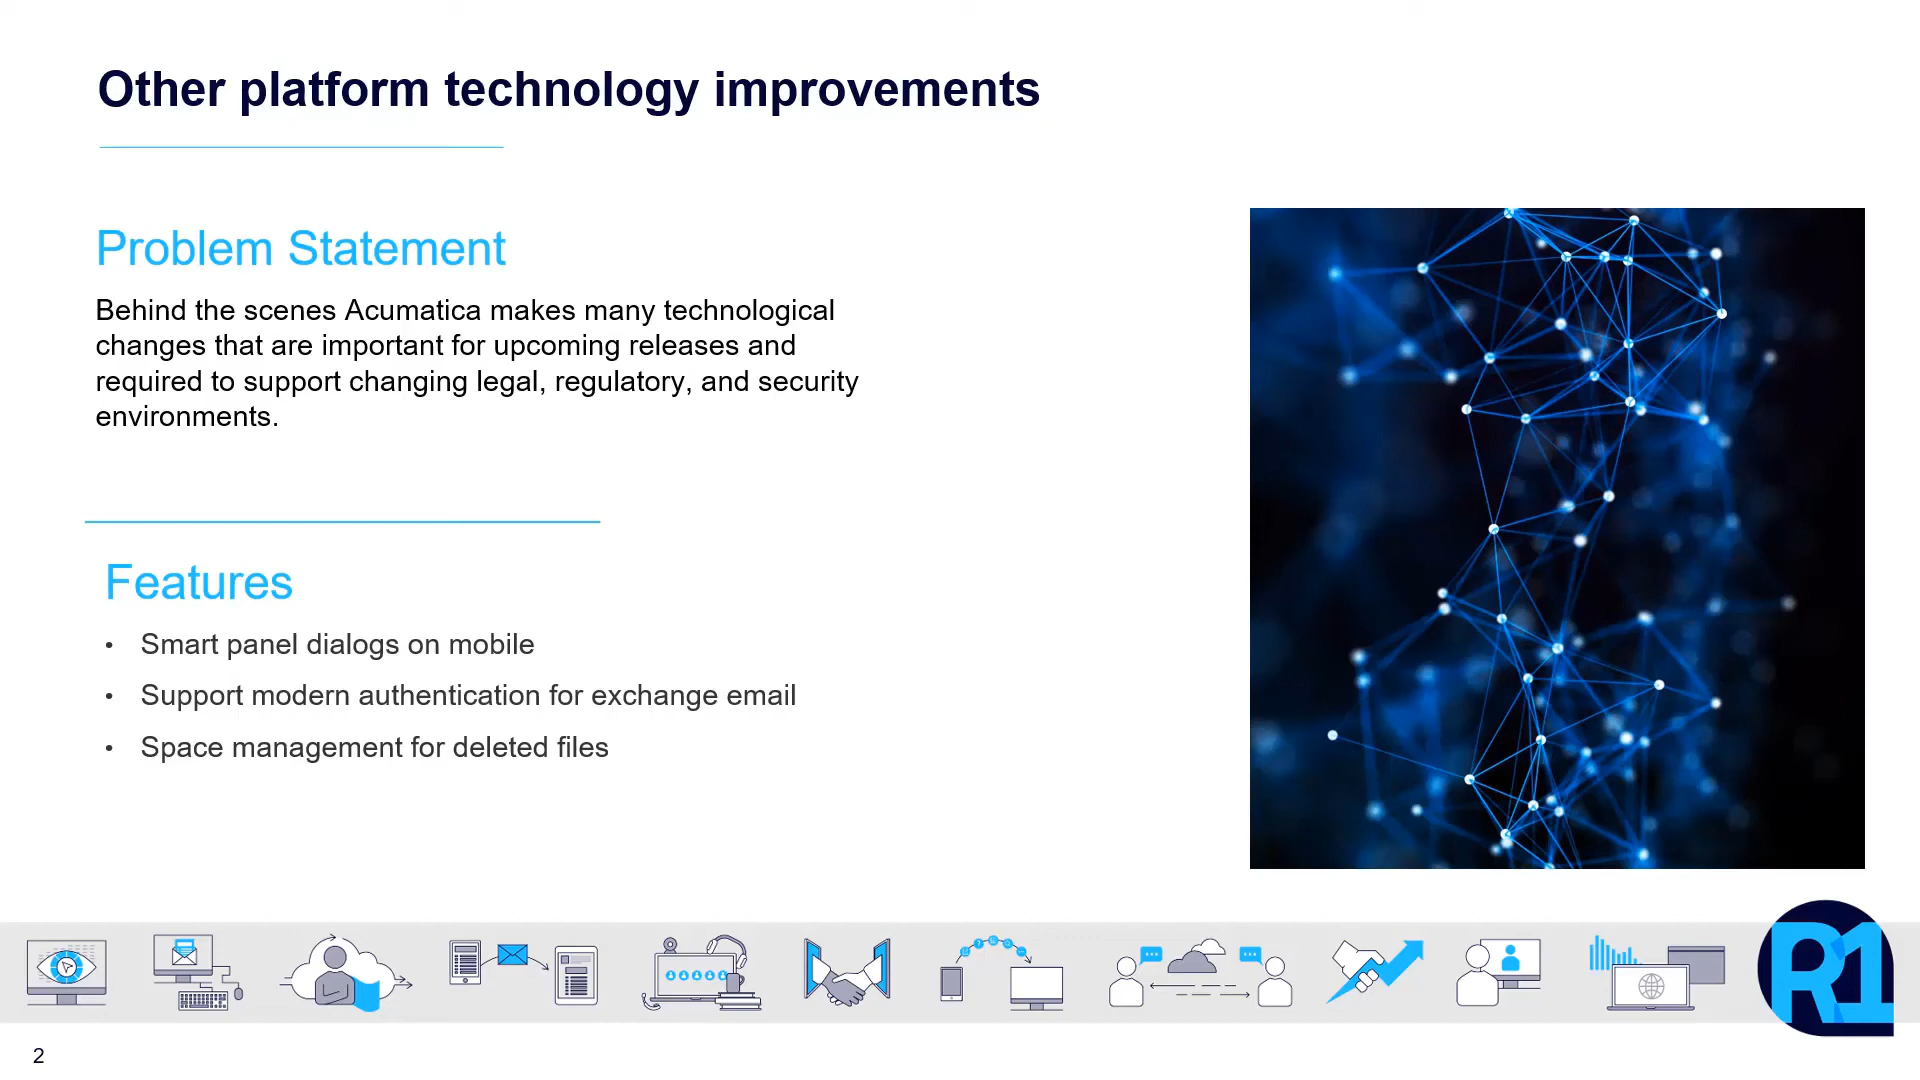 Other platform technology improvements
Problem Statement
Behind the scenes Acumatica makes many technological
changes that are important for upcoming releases and
required to support changing legal, regulatory, and security
environments.
Features
• Smart panel dialogs on mobile
• Support modern authentication for exchange email
• Space management for deleted files
R1
2